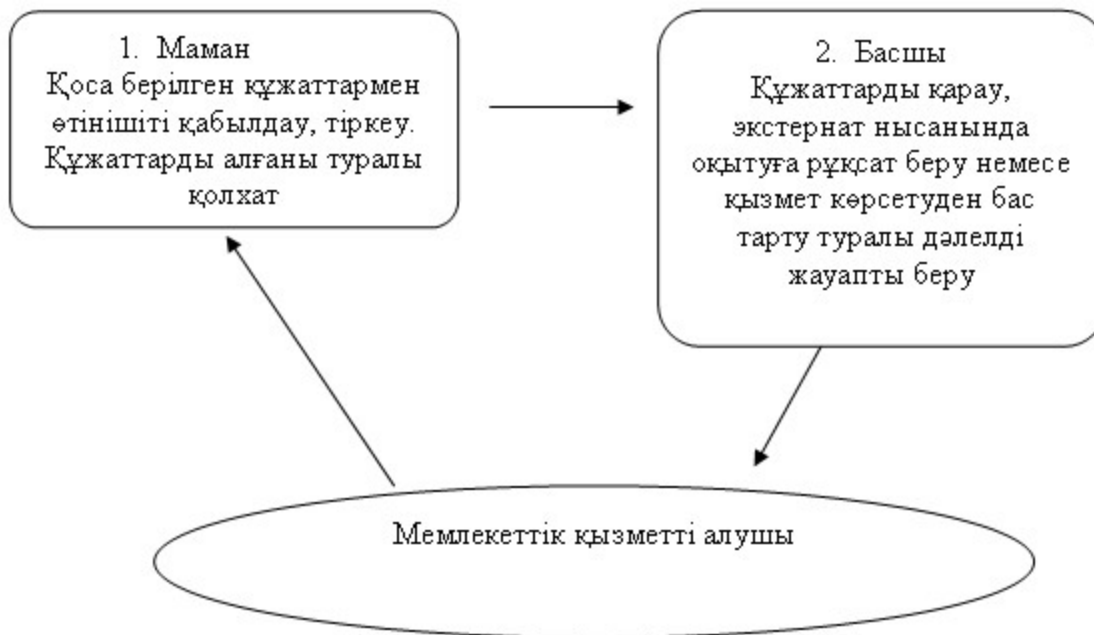 1. Маман
Қоса берілген құжаттармен
өтінішіті қабылдау, тіркеу.
Құжаттарды алғаны туралы
қолхат
2. Басшы
Құжаттарды қарау,
экстернат нысанында
оқытуға рұқсат беру немесе
қызмет көрсетуден бас
тарту туралы дәлелді
жауапты беру
Мемлекеттік қызметті алушы